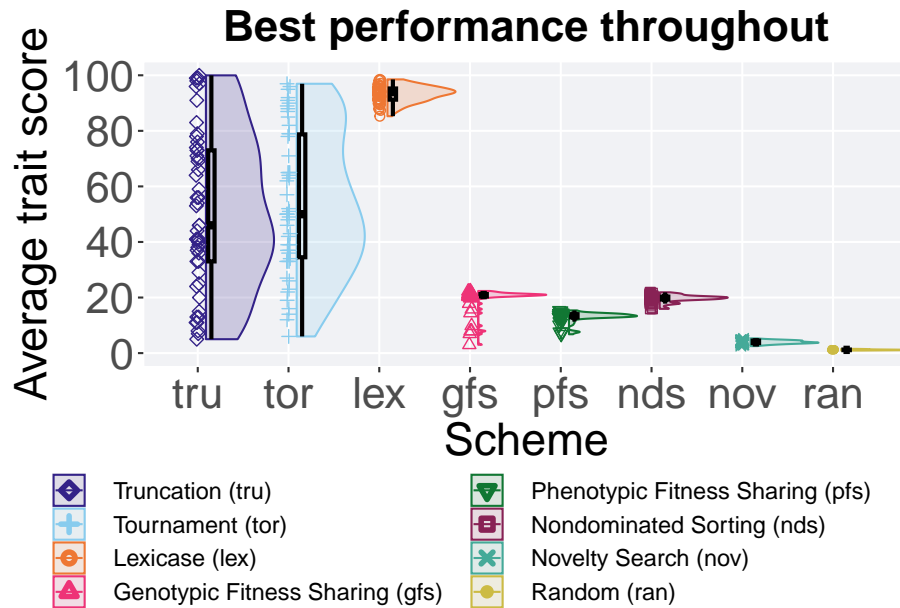 Best performance throughout
Average trait score
100
80
60
40
20
0
tru tor lex gfs pfs nds nov ran
Scheme
Truncation (tru)
Tournament (tor)
Lexicase (lex)
Genotypic Fitness Sharing (gfs)
Phenotypic Fitness Sharing (pfs)
Nondominated Sorting (nds)
Novelty Search (nov)
Random (ran)